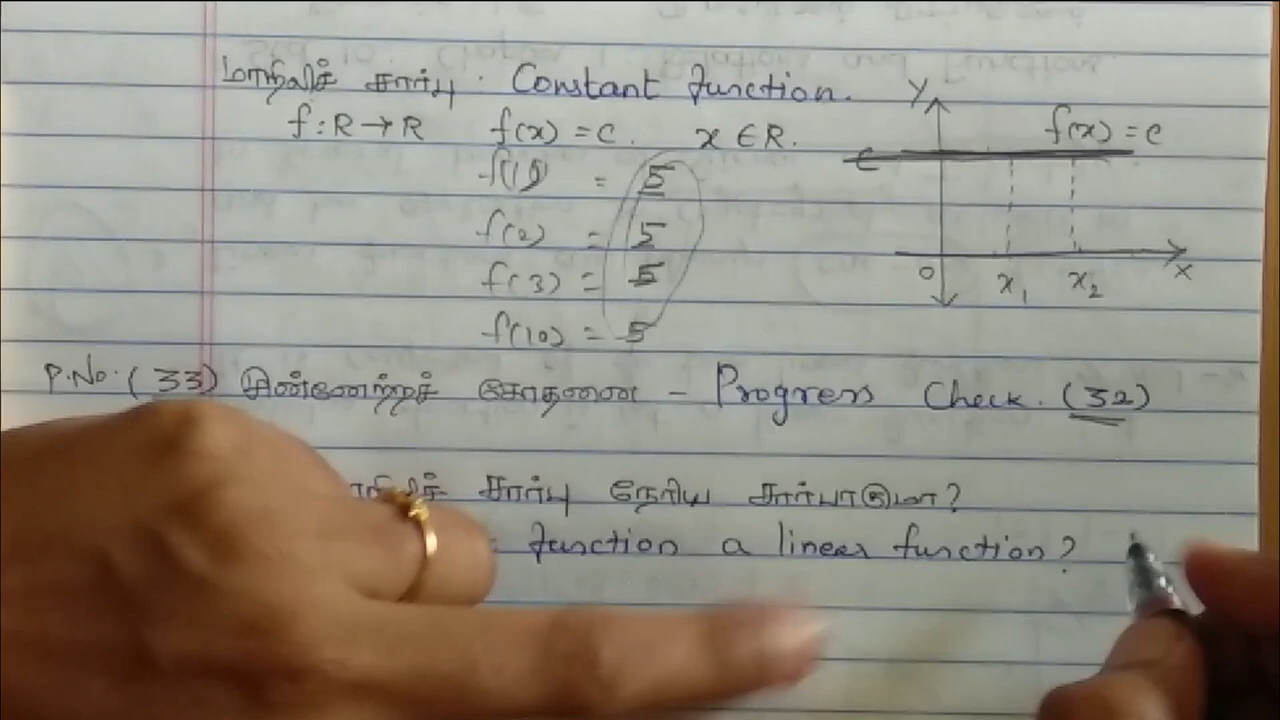 மாறிலிச் சார்பு : Constant function.
f : R → R f(x) = C. x ∈ R.
f(1) = 5
f(2) = 5
f(3) = 5
f(10) = 5
Y
f(x) = c
C
O x₁ x₂ X
P.No. (33) முன்னேற்றச் சோதனை - Progress Check. (32)
சார்பு நேரிய சார்பாகுமா?
function a linear function?